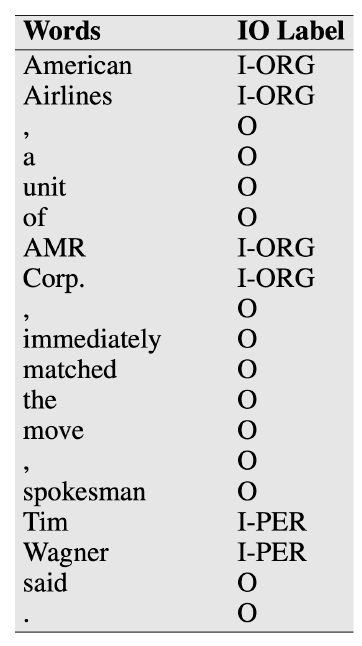 Words IO Label
American I-ORG
Airlines I-ORG
, O
a O
unit O
of O
AMR I-ORG
Corp. I-ORG
, O
immediately O
matched O
the O
move O
, O
spokesman O
Tim I-PER
Wagner I-PER
said O
. O